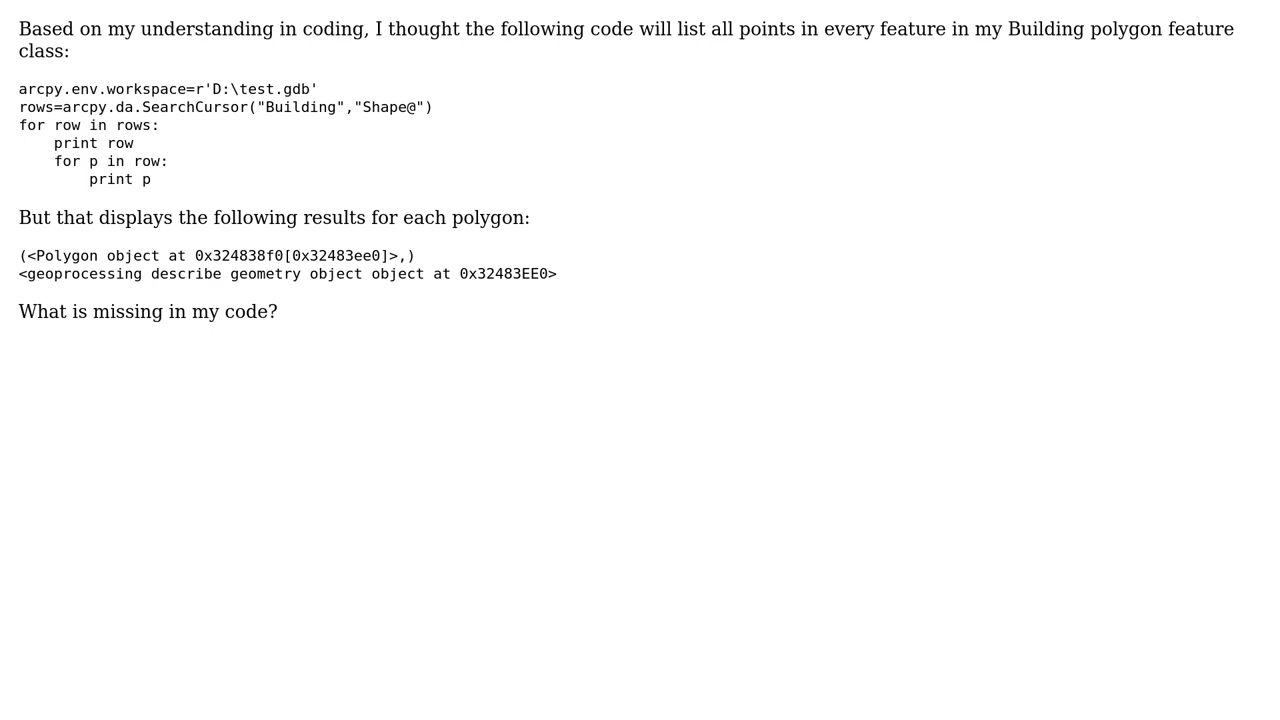 Based on my understanding in coding, I thought the following code will list all points in every feature in my Building polygon feature
class:
arcpy.env.workspace=r'D:\test.gdb'
rows=arcpy.da.SearchCursor("Building","Shape@")
for row in rows:
    print row
    for p in row:
        print p
But that displays the following results for each polygon:
(<Polygon object at 0x324838f0[0x32483ee0]>,)
<geoprocessing describe geometry object object at 0x32483EE0>
What is missing in my code?